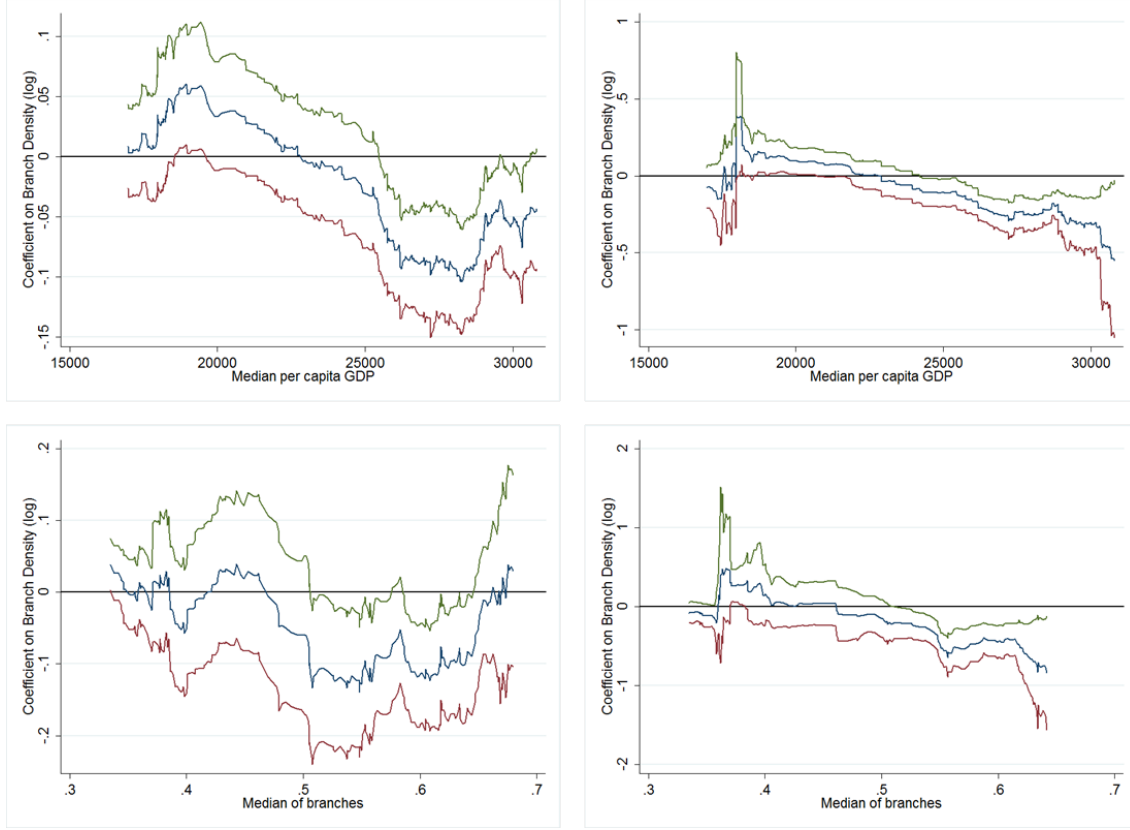 Coefficient on Branch Density (log)
.1
.05
0
-.05
-.1
-.15
15000 20000 25000 30000
Median per capita GDP
Coefficient on Branch Density (log)
1
.5
0
-.5
-1
15000 20000 25000 30000
Median per capita GDP
Coefficient on Branch Density (log)
.2
.1
0
-.1
-.2
.3 .4 .5 .6 .7
Median of branches
Coefficient on Branch Density (log)
2
1
0
-1
-2
.3 .4 .5 .6 .7
Median of branches